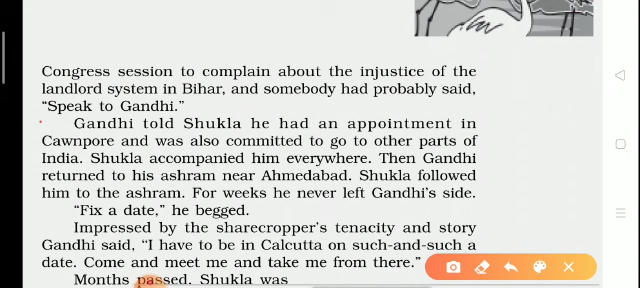 Congress session to complain about the injustice of the
landlord system in Bihar, and somebody had probably said,
“Speak to Gandhi.”
Gandhi told Shukla he had an appointment in
Cawnpore and was also committed to go to other parts of
India. Shukla accompanied him everywhere. Then Gandhi
returned to his ashram near Ahmedabad. Shukla followed
him to the ashram. For weeks he never left Gandhi’s side.
“Fix a date,” he begged.
Impressed by the sharecropper’s tenacity and story
Gandhi said, “I have to be in Calcutta on such-and-such a
date. Come and meet me and take me from there.”
Months passed. Shukla was